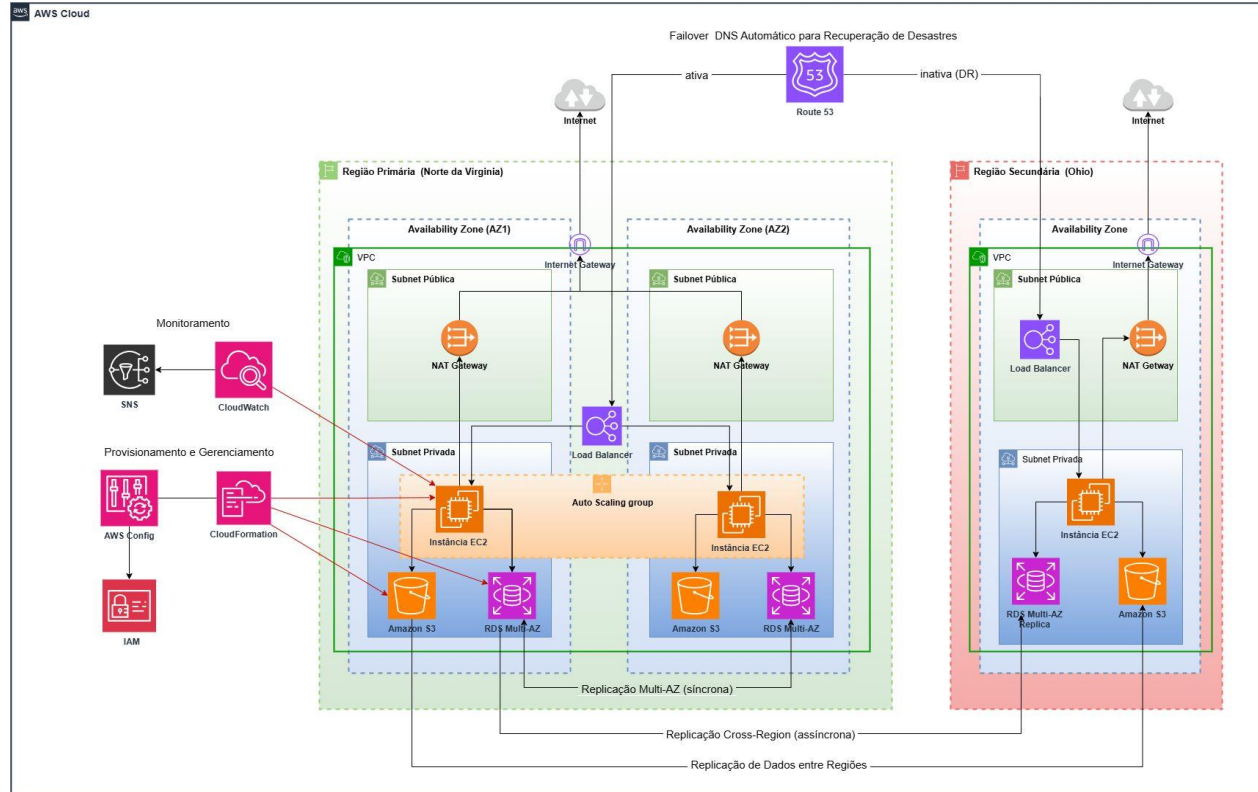 aws
AWS Cloud
Failover DNS Automático para Recuperação de Desastres
ativa
53
inativa (DR)
Route 53
Internet
Internet
Região Primária (Norte da Virginia)
Região Secundária (Ohio)
Availability Zone (AZ1)
Availability Zone (AZ2)
Availability Zone
VPC
Internet Gateway
VPC
Internet Gateway
Subnet Pública
Subnet Pública
Subnet Pública
Monitoramento
NAT Gateway
NAT Gateway
Load Balancer
NAT Getway
SNS
CloudWatch
Provisionamento e Gerenciamento
Subnet Privada
Load Balancer
Subnet Privada
Subnet Privada
Auto Scaling group
AWS Config
CloudFormation
Instância EC2
Instância EC2
Instância EC2
IAM
Amazon S3
RDS Multi-AZ
Amazon S3
RDS Multi-AZ
RDS Multi-AZ
Replica
Amazon S3
Replicação Multi-AZ (síncrona)
Replicação Cross-Region (assíncrona)
Replicação de Dados entre Regiões